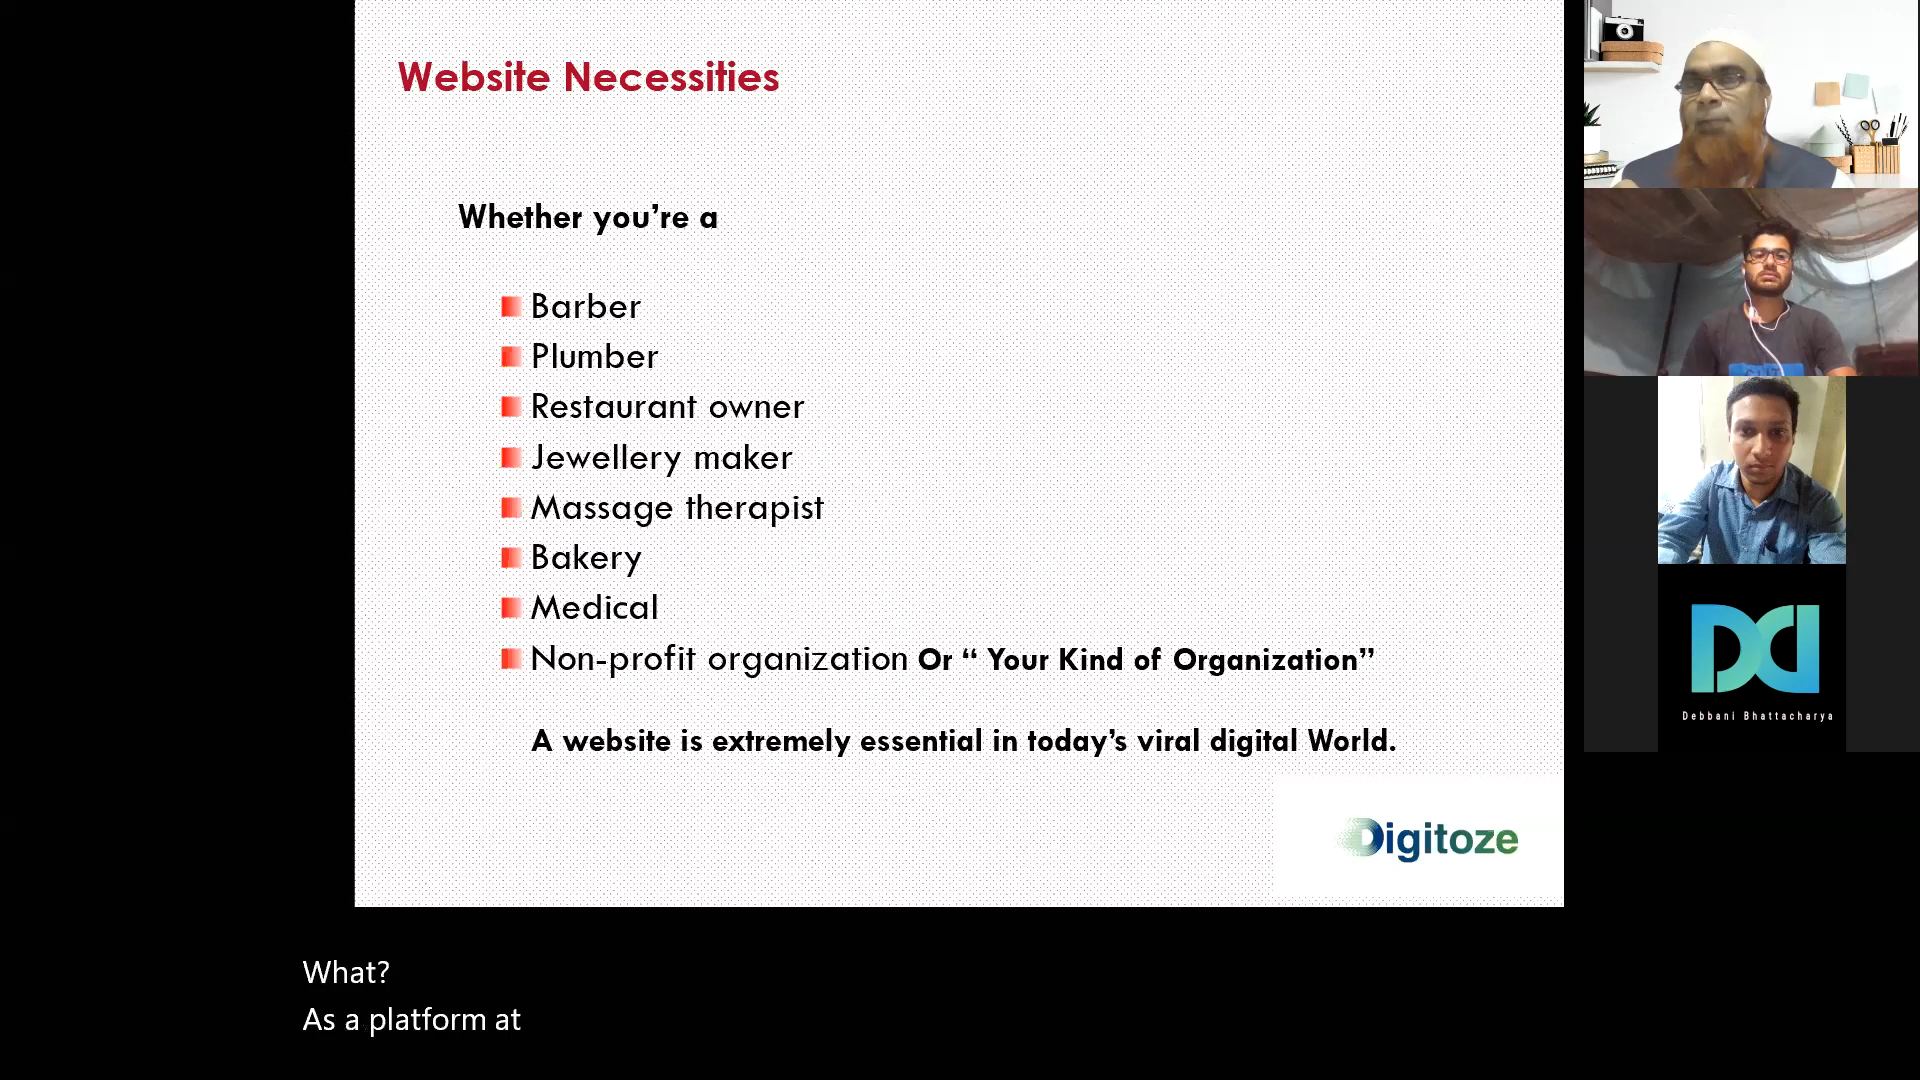 Website Necessities
Whether you’re a
Barber
Plumber
Restaurant owner
Jewellery maker
Massage therapist
Bakery
Medical
Non-profit organization Or “ Your Kind of Organization”
A website is extremely essential in today’s viral digital World.
Digitoze
What?
As a platform at
DD
Debbani Bhattacharya